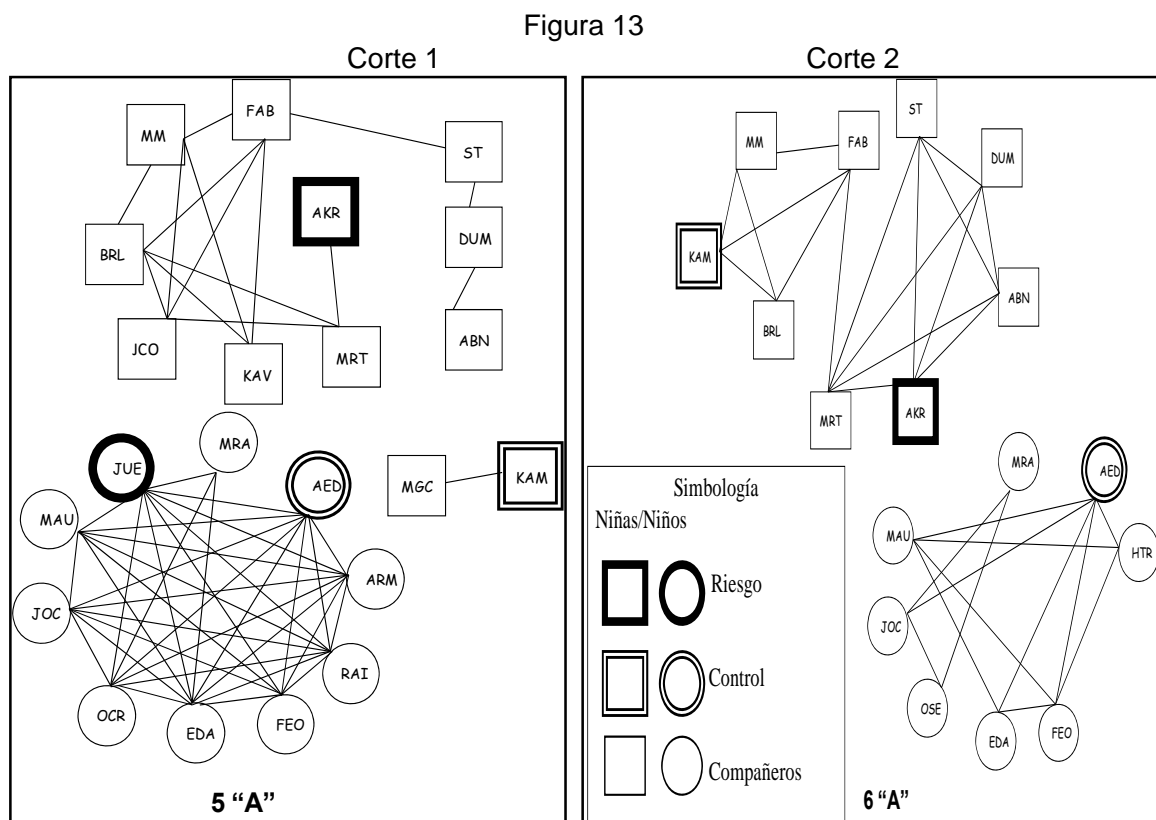 Figura 13
Corte 1
Corte 2
FAB
MM
ST
AKR
BRL
DUM
JCO
KAV
MRT
ABN
MRA
JUE
AED
MGC
KAM
MAU
ARM
JOC
RAI
OCR
EDA
FEO
5 “A”
ST
MM
FAB
DUM
KAM
ABN
BRL
MRT
AKR
MRA
AED
MAU
HTR
JOC
OSE
EDA
FEO
Simbología
Niñas/Niños
Riesgo
Control
Compañeros
6 “A”